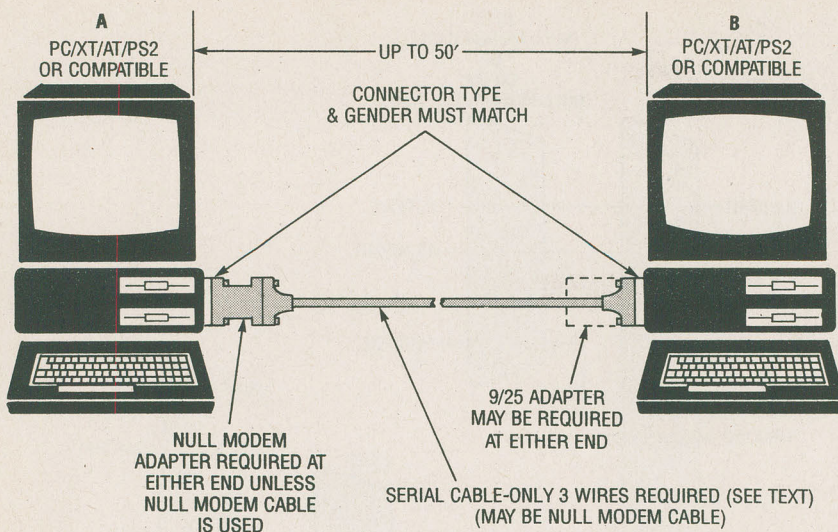 A
PC/XT/AT/PS2
OR COMPATIBLE
UP TO 50′
B
PC/XT/AT/PS2
OR COMPATIBLE
CONNECTOR TYPE
& GENDER MUST MATCH
NULL MODEM
ADAPTER REQUIRED AT
EITHER END UNLESS
NULL MODEM CABLE
IS USED
9/25 ADAPTER
MAY BE REQUIRED
AT EITHER END
SERIAL CABLE-ONLY 3 WIRES REQUIRED (SEE TEXT)
(MAY BE NULL MODEM CABLE)